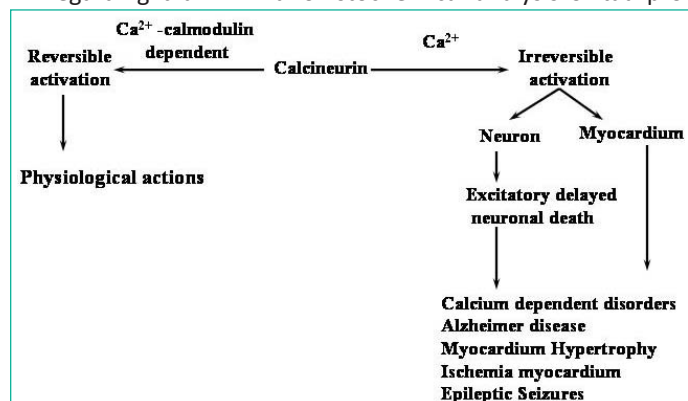 Ca²⁺ -calmodulin
dependent
Reversible
activation
Calcineurin
Ca²⁺
Irreversible
activation
Neuron
Myocardium
Physiological actions
Excitatory delayed
neuronal death
Calcium dependent disorders
Alzheimer disease
Myocardium Hypertrophy
Ischemia myocardium
Epileptic Seizures